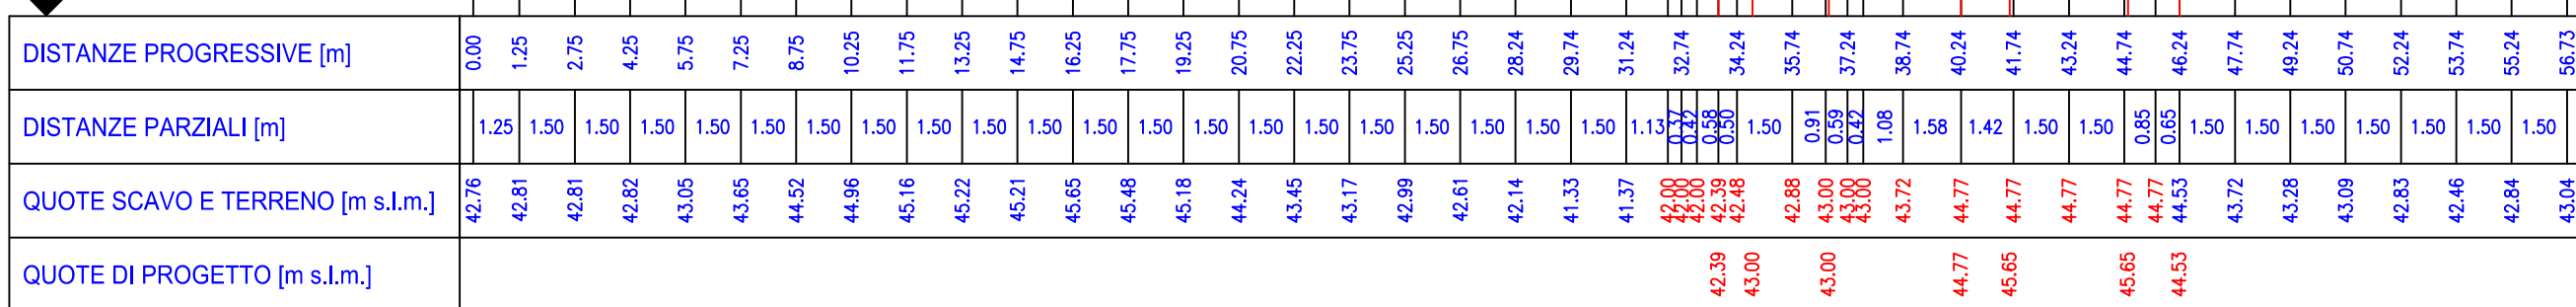 DISTANZE PROGRESSIVE [m] 0.00 1.25 2.75 4.25 5.75 7.25 8.75 10.25 11.75 13.25 14.75 16.25 17.75 19.25 20.75 22.25 23.75 25.25 26.75 28.24 29.74 31.24 32.74 34.24 35.74 37.24 38.74 40.24 41.74 43.24 44.74 46.24 47.74 49.24 50.74 52.24 53.74 55.24 56.73
DISTANZE PARZIALI [m] 1.25 1.50 1.50 1.50 1.50 1.50 1.50 1.50 1.50 1.50 1.50 1.50 1.50 1.50 1.50 1.50 1.50 1.50 1.50 1.50 1.50 1.13 0.37 0.42 0.58 0.50 1.50 0.91 0.59 0.42 1.08 1.58 1.42 1.50 1.50 0.85 0.65 1.50 1.50 1.50 1.50 1.50 1.50 1.50
QUOTE SCAVO E TERRENO [m s.l.m.] 42.76 42.81 42.81 42.82 43.05 43.65 44.52 44.96 45.16 45.22 45.21 45.65 45.48 45.18 44.24 43.45 43.17 42.99 42.61 42.14 41.33 41.37 42.00 42.00 42.00 42.39 42.48 42.88 43.00 43.00 43.00 43.72 44.77 44.77 44.77 44.77 44.77 44.53 43.72 43.28 43.09 42.83 42.46 42.84 43.04
QUOTE DI PROGETTO [m s.l.m.] 42.39 43.00 43.00 44.77 45.65 45.65 44.53